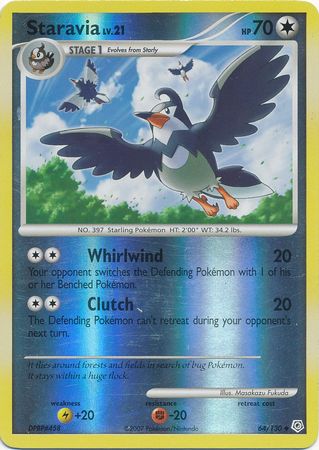 Staravia LV.21 HP 70
STAGE 1 Evolves from Starly
NO. 397 Starling Pokémon HT: 2'00" WT: 34.2 lbs.
Whirlwind 20
Your opponent switches the Defending Pokémon with 1 of his
or her Benched Pokémon.
Clutch 20
The Defending Pokémon can't retreat during your opponent's
next turn.
It flies around forests and fields in search of bug Pokémon.
It stays within a huge flock.
Illus. Masakazu Fukuda
weakness resistance retreat cost
+20 -20
DPBP#458 ©2007 Pokémon/Nintendo 64/130